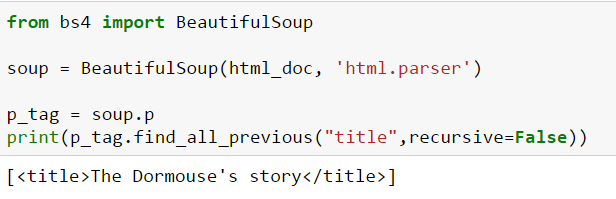 from bs4 import BeautifulSoup
soup = BeautifulSoup(html_doc, 'html.parser')
p_tag = soup.p
print(p_tag.find_all_previous("title",recursive=False))
[<title>The Dormouse's story</title>]